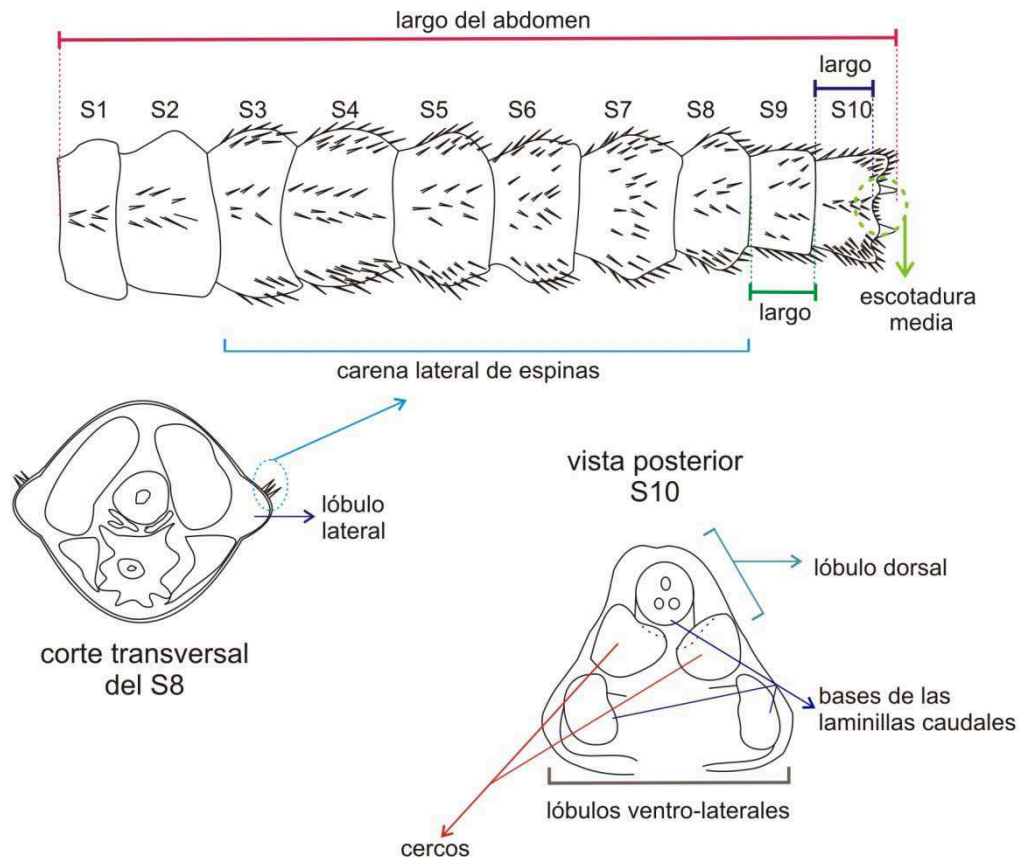 largo del abdomen
largo
S1 S2 S3 S4 S5 S6 S7 S8 S9 S10
largo
escotadura
media
carena lateral de espinas
lóbulo
lateral
corte transversal
del S8
vista posterior
S10
lóbulo dorsal
bases de las
laminillas caudales
lóbulos ventro-laterales
cercos